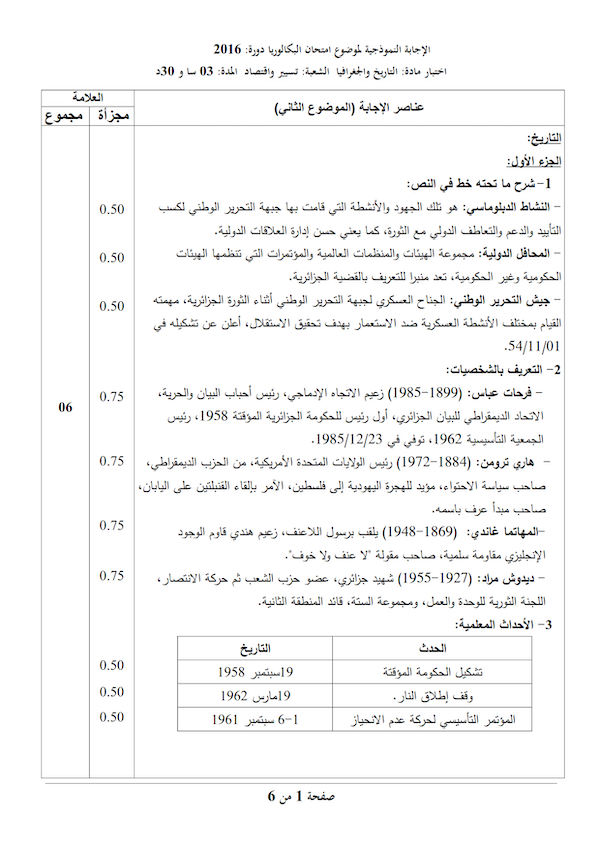 الإجابة النموذجية لموضوع امتحان البكالوريا دورة: 2016
اختبار مادة: التاريخ والجغرافيا الشعبة: تسيير واقتصاد المدة: 03 سا و 30د
عناصر الإجابة (الموضوع الثاني)
العلامة
مجزأة
مجموع
التاريخ:
الجزء الأول:
1- شرح ما تحته خط في النص:
- النشاط الدبلوماسي: هو تلك الجهود والأنشطة التي قامت بها جبهة التحرير الوطني لكسب
0.50
التأييد والدعم والتعاطف الدولي مع الثورة، كما يعني حسن إدارة العلاقات الدولية.
- المحافل الدولية: مجموعة الهيئات والمنظمات العالمية والمؤتمرات التي تنظمها الهيئات
0.50
الحكومية وغير الحكومية، تعد منبرا للتعريف بالقضية الجزائرية.
- جيش التحرير الوطني: الجناح العسكري لجبهة التحرير الوطني أثناء الثورة الجزائرية، مهمته
0.50
القيام بمختلف الأنشطة العسكرية ضد الاستعمار بهدف تحقيق الاستقلال، أعلن عن تشكيله في
54/11/01.
2- التعريف بالشخصيات:
- فرحات عباس: (1899-1985) زعيم الاتجاه الإدماجي، رئيس أحباب البيان والحرية،
0.75
06
الاتحاد الديمقراطي للبيان الجزائري، أول رئيس للحكومة الجزائرية المؤقتة 1958، رئيس
الجمعية التأسيسية 1962، توفي في 1985/12/23.
- هاري ترومن: (1884-1972) رئيس الولايات المتحدة الأمريكية، من الحزب الديمقراطي،
0.75
صاحب سياسة الاحتواء، مؤيد للهجرة اليهودية إلى فلسطين، الآمر بإلقاء القنبلتين على اليابان،
صاحب مبدأ عرف باسمه.
-المهاتما غاندي: (1869-1948) يلقب برسول اللاعنف، زعيم هندي قاوم الوجود
0.75
الإنجليزي مقاومة سلمية، صاحب مقولة "لا عنف ولا خوف".
- ديدوش مراد: (1927-1955) شهيد جزائري، عضو حزب الشعب ثم حركة الانتصار،
0.75
اللجنة الثورية للوحدة والعمل، ومجموعة الستة، قائد المنطقة الثانية.
3- الأحداث المعلمية:
الحدث
التاريخ
تشكيل الحكومة المؤقتة
19سبتمبر 1958
0.50
وقف إطلاق النار.
19مارس 1962
0.50
المؤتمر التأسيسي لحركة عدم الانحياز
1-6 سبتمبر 1961
0.50
صفحة 1 من 6